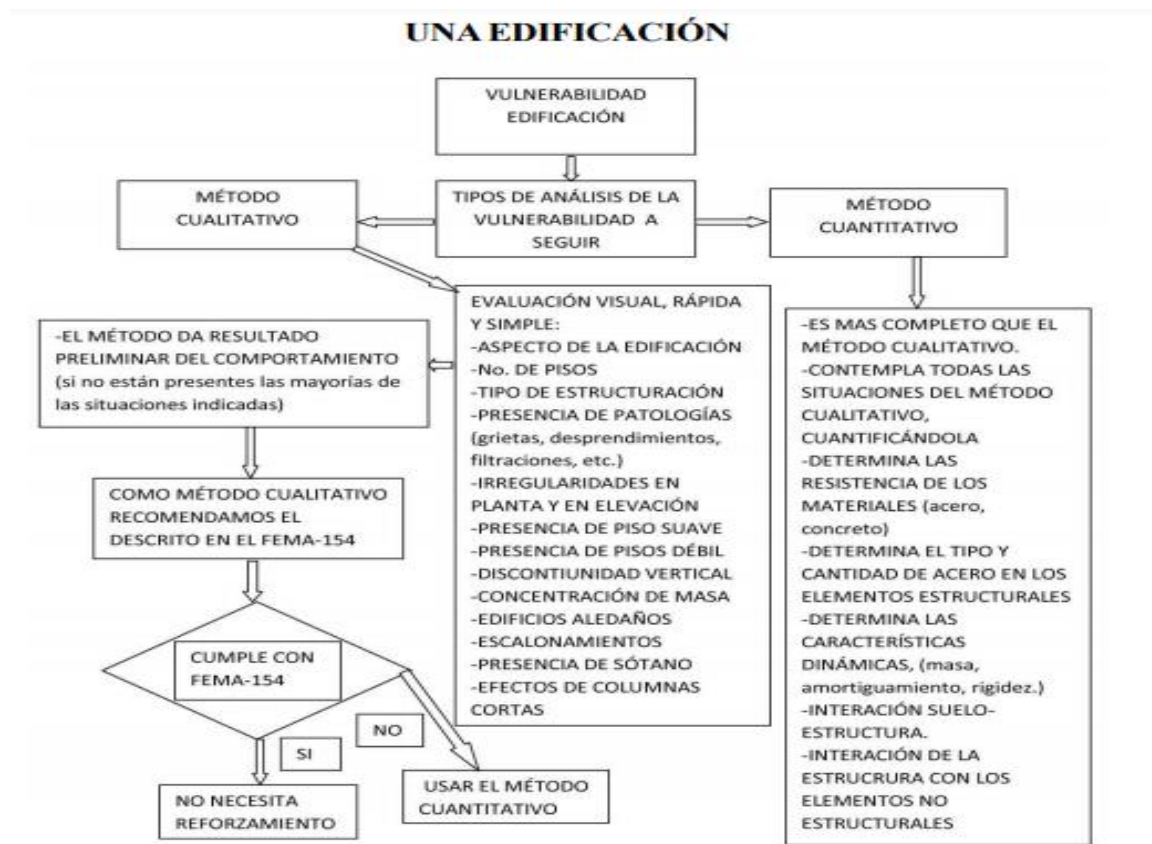 UNA EDIFICACIÓN
VULNERABILIDAD
EDIFICACIÓN
TIPOS DE ANÁLISIS DE LA
VULNERABILIDAD A
SEGUIR
MÉTODO
CUALITATIVO
MÉTODO
CUANTITATIVO
EVALUACIÓN VISUAL, RÁPIDA
Y SIMPLE:
-ASPECTO DE LA EDIFICACIÓN
-No. DE PISOS
-TIPO DE ESTRUCTURACIÓN
-PRESENCIA DE PATOLOGÍAS
(grietas, desprendimientos,
filtraciones, etc.)
-IRREGULARIDADES EN
PLANTA Y EN ELEVACIÓN
-PRESENCIA DE PISO SUAVE
-PRESENCIA DE PISOS DÉBIL
-DISCONTIUNIDAD VERTICAL
-CONCENTRACIÓN DE MASA
-EDIFICIOS ALEDAÑOS
-ESCALONAMIENTOS
-PRESENCIA DE SÓTANO
-EFECTOS DE COLUMNAS
CORTAS
-EL MÉTODO DA RESULTADO
PRELIMINAR DEL COMPORTAMIENTO
(si no están presentes las mayorías de
las situaciones indicadas)
COMO MÉTODO CUALITATIVO
RECOMENDAMOS EL
DESCRITO EN EL FEMA-154
CUMPLE CON
FEMA-154
SI
NO
NO NECESITA
REFORZAMIENTO
USAR EL MÉTODO
CUANTITATIVO
-ES MAS COMPLETO QUE EL
MÉTODO CUALITATIVO.
-CONTEMPLA TODAS LAS
SITUACIONES DEL MÉTODO
CUALITATIVO,
CUANTIFICÁNDOLA
-DETERMINA LAS
RESISTENCIA DE LOS
MATERIALES (acero,
concreto)
-DETERMINA EL TIPO Y
CANTIDAD DE ACERO EN LOS
ELEMENTOS ESTRUCTURALES
-DETERMINA LAS
CARACTERÍSTICAS
DINÁMICAS, (masa,
amortiguamiento, rigidez.)
-INTERACIÓN SUELO-
ESTRUCTURA.
-INTERACIÓN DE LA
ESTRUCRURA CON LOS
ELEMENTOS NO
ESTRUCTURALES